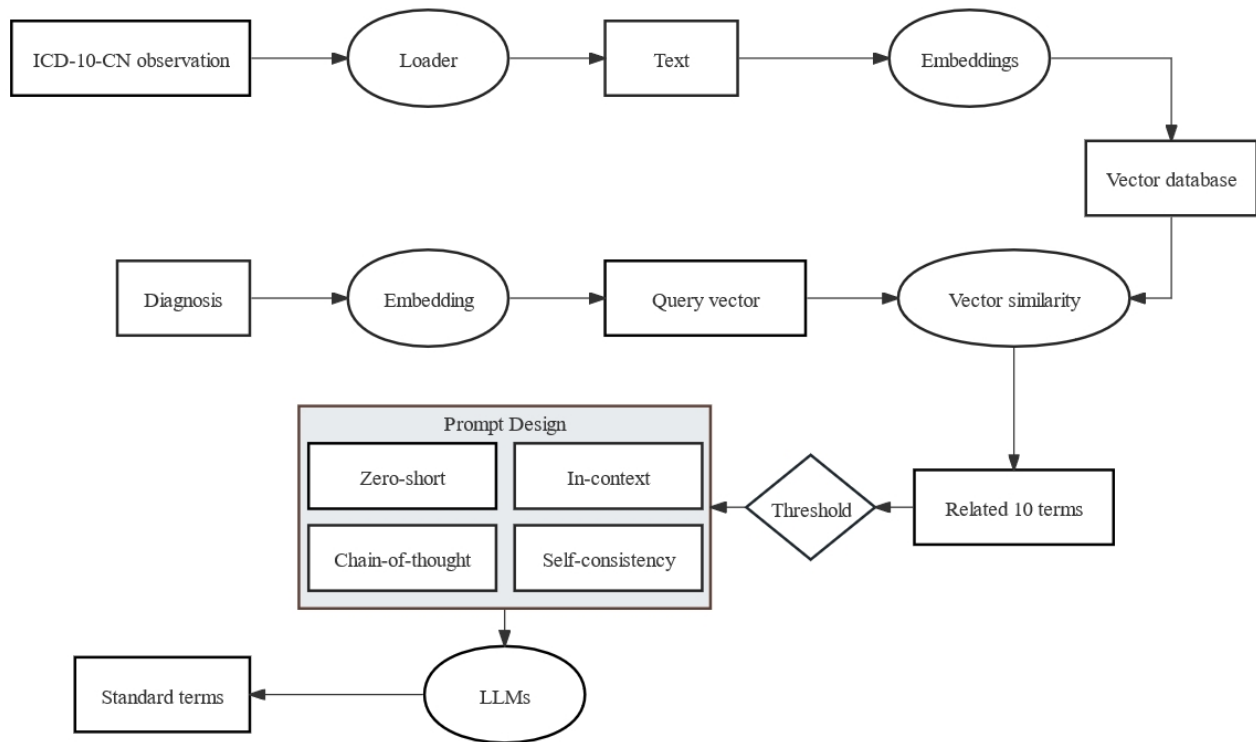 ICD-10-CN observation
Loader
Text
Embeddings
Vector database
Diagnosis
Embedding
Query vector
Vector similarity
Prompt Design
Zero-short
In-context
Chain-of-thought
Self-consistency
Threshold
Related 10 terms
Standard terms
LLMs